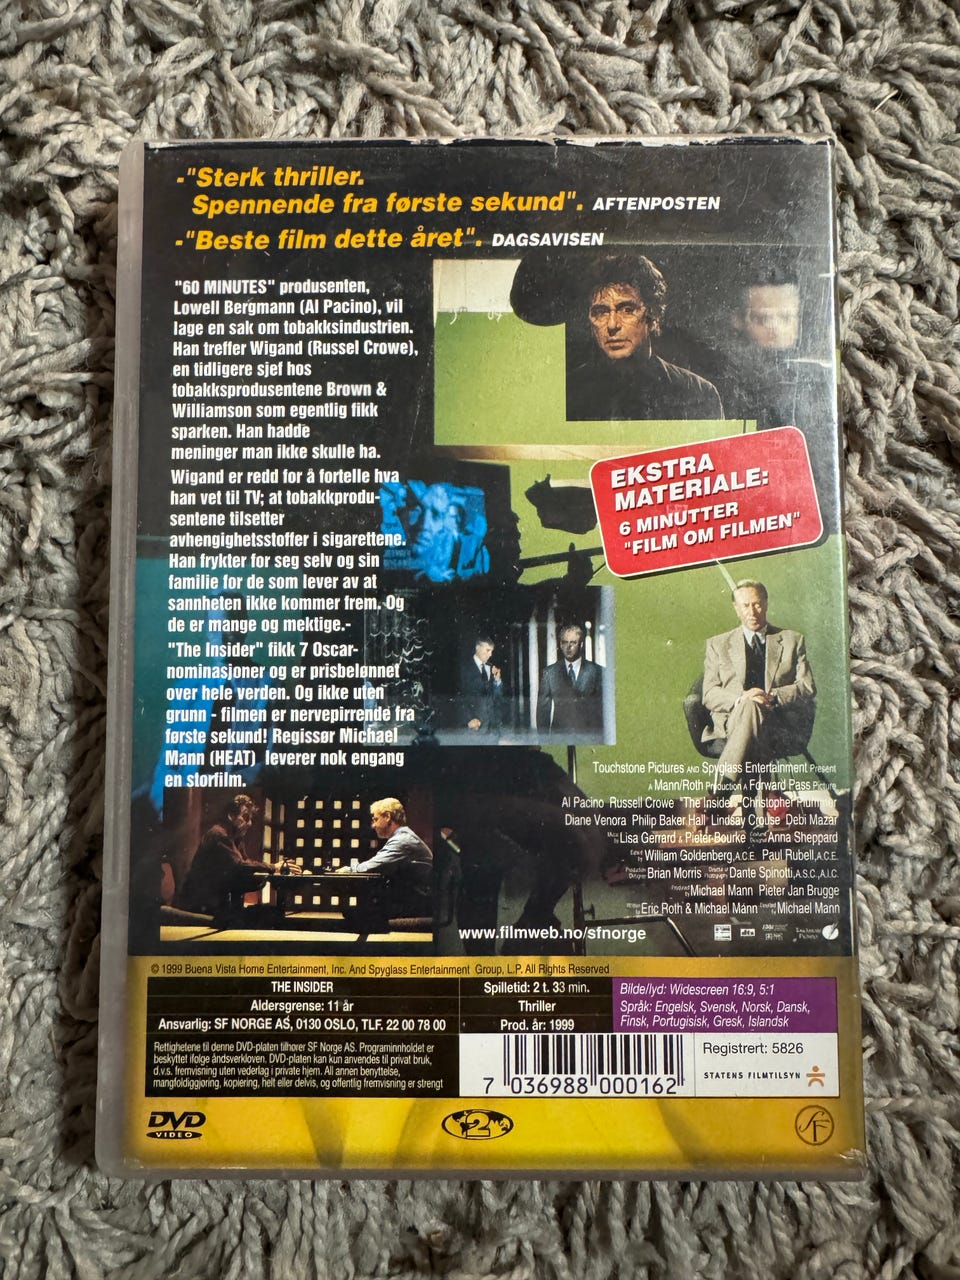 -"Sterk thriller.
Spennende fra første sekund". AFTENPOSTEN
-"Beste film dette året". DAGSAVISEN
"60 MINUTES" produsenten,
Lowell Bergmann (Al Pacino), vil
lage en sak om tobakksindustrien.
Han treffer Wigand (Russel Crowe),
en tidligere sjef hos
tobakksprodusentene Brown &
Williamson som egentlig fikk
sparken. Han hadde
meninger man ikke skulle ha.
Wigand er redd for å fortelle hva
han vet til TV; at tobakkprodu-
sentene tilsetter
avhengighetsstoffer i sigarettene.
Han frykter for seg selv og sin
familie for de som lever av at
sannheten ikke kommer frem. Og
de er mange og mektige.-
"The Insider" fikk 7 Oscar-
nominasjoner og er prisbelønnet
over hele verden. Og ikke uten
grunn - filmen er nervepirrende fra
første sekund! Regissør Michael
Mann (HEAT) leverer nok engang
en storfilm.
EKSTRA
MATERIALE:
6 MINUTTER
"FILM OM FILMEN"
Touchstone Pictures AND Spyglass Entertainment Present
A Mann/Roth Production A Forward Pass Picture
Al Pacino Russell Crowe "The Insider" Christopher Plummer
Diane Venora Philip Baker Hall Lindsay Crouse Debi Mazar
Lisa Gerrard & Pieter Bourke Anna Sheppard
Edited by William Goldenberg, A.C.E. Paul Rubell, A.C.E.
Production Designer Brian Morris Director of Photography Dante Spinotti, A.S.C., A.I.C.
Produced by Michael Mann Pieter Jan Brugge
Written by Eric Roth & Michael Mann Directed by Michael Mann
www.filmweb.no/sfnorge
dts
© 1999 Buena Vista Home Entertainment, Inc. And Spyglass Entertainment Group, L.P. All Rights Reserved
THE INSIDER
Aldersgrense: 11 år
Ansvarlig: SF NORGE AS, 0130 OSLO, TLF. 22 00 78 00
Spilletid: 2 t. 33 min.
Thriller
Prod. år: 1999
Bilde/lyd: Widescreen 16:9, 5:1
Språk: Engelsk, Svensk, Norsk, Dansk,
Finsk, Portugisisk, Gresk, Islandsk
Rettighetene til denne DVD-platen tilhører SF Norge AS. Programinnholdet er
beskyttet ifølge åndsverkloven. DVD-platen kan kun anvendes til privat bruk,
d.v.s. fremvisning uten vederlag i private hjem. All annen benyttelse,
mangfoldiggjøring, kopiering, helt eller delvis, og offentlig fremvisning er strengt
7 036988 000162
Registrert: 5826
STATENS FILMTILSYN
DVD
VIDEO
2
SF